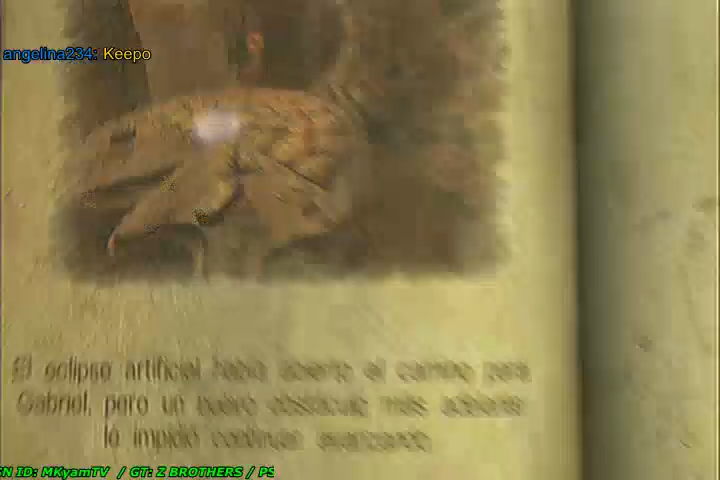 angelina234: Keepo
El eclipse artificial había abierto el camino para
Gabriel, pero un nuevo obstáculo más adelante
le impidió continuar avanzando.
EN ID: MKyamTV / GT: Z BROTHERS / PS